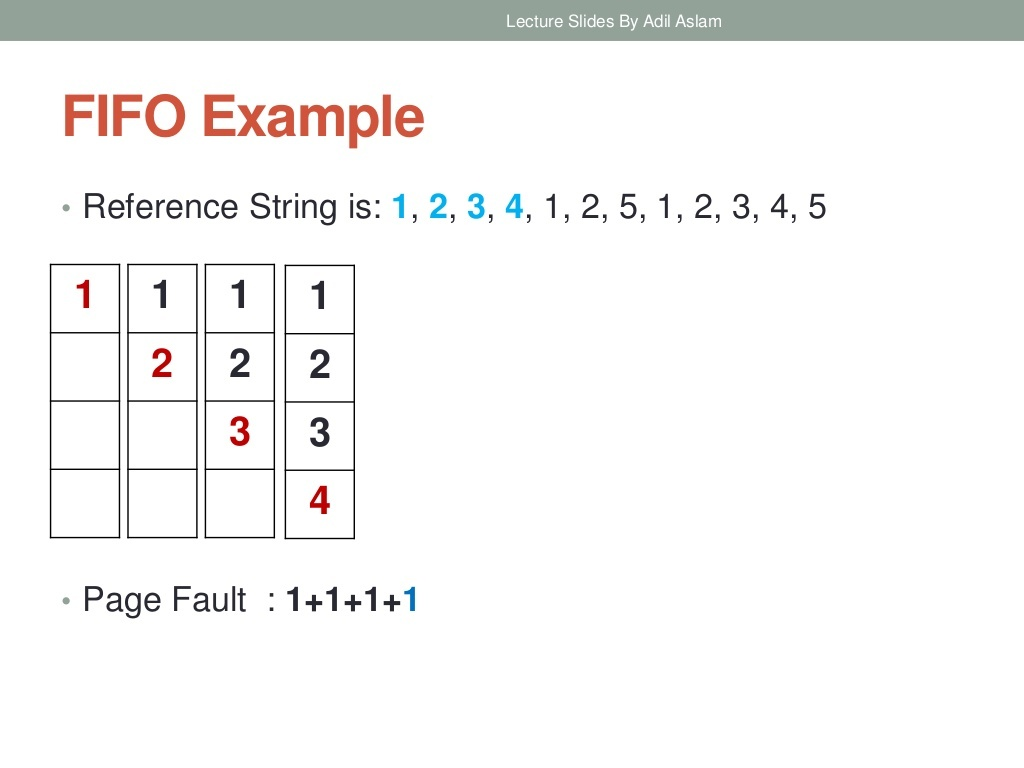 Lecture Slides By Adil Aslam
FIFO Example
• Reference String is: 1, 2, 3, 4, 1, 2, 5, 1, 2, 3, 4, 5
1 1 1 1
2 2 2
3 3
4
• Page Fault : 1+1+1+1